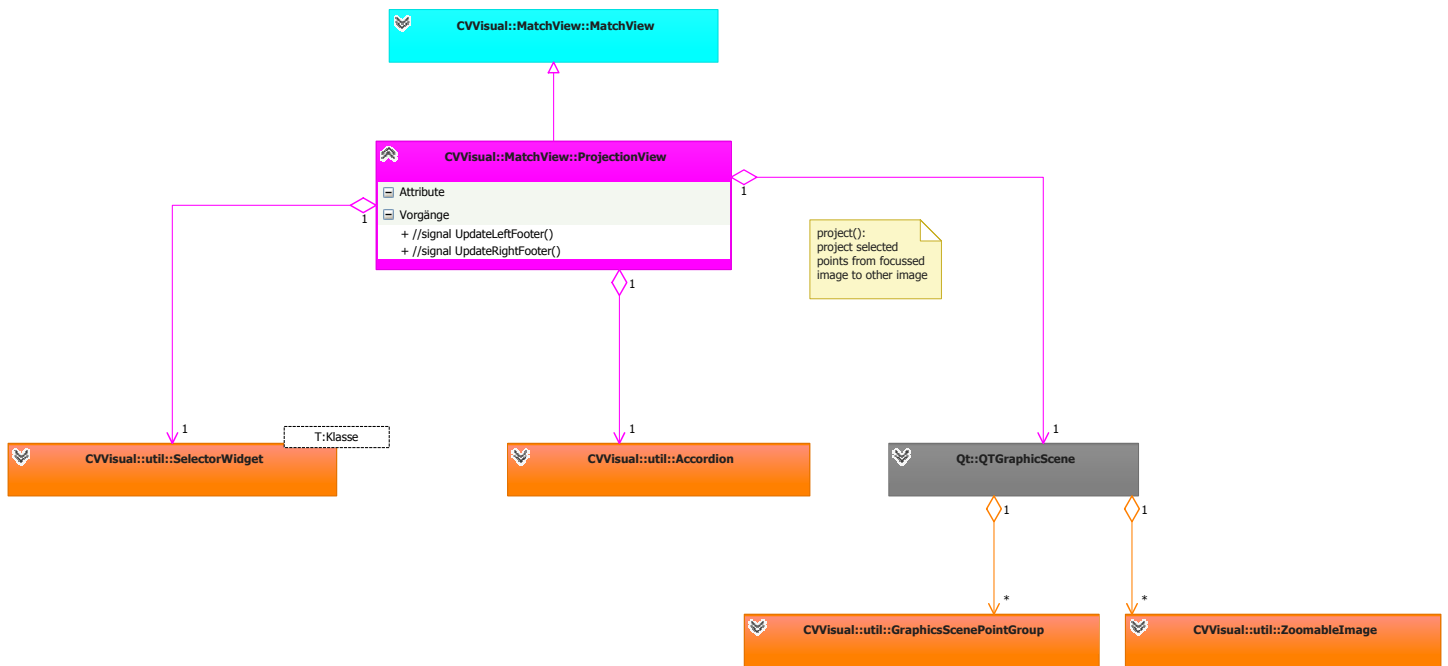 CVVisual::MatchView::MatchView
CVVisual::MatchView::ProjectionView
Attribute
Vorgänge
+ //signal UpdateLeftFooter()
+ //signal UpdateRightFooter()
1
1
1
project():
project selected
points from focussed
image to other image
1
1
1
T:Klasse
CVVisual::util::SelectorWidget
CVVisual::util::Accordion
Qt::QTGraphicScene
1
1
*
*
CVVisual::util::GraphicsScenePointGroup
CVVisual::util::ZoomableImage